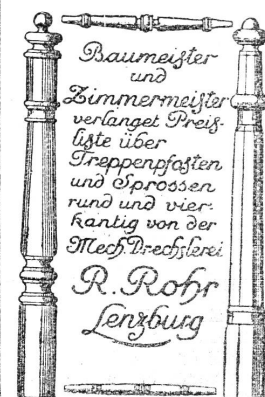 Baumeister
und
Zimmermeister
verlanget Preis-
liste über
Treppenpfosten
und Sprossen
rund und vier-
kantig von der
Mech. Drechslerei
R. Rohr
Lenzburg